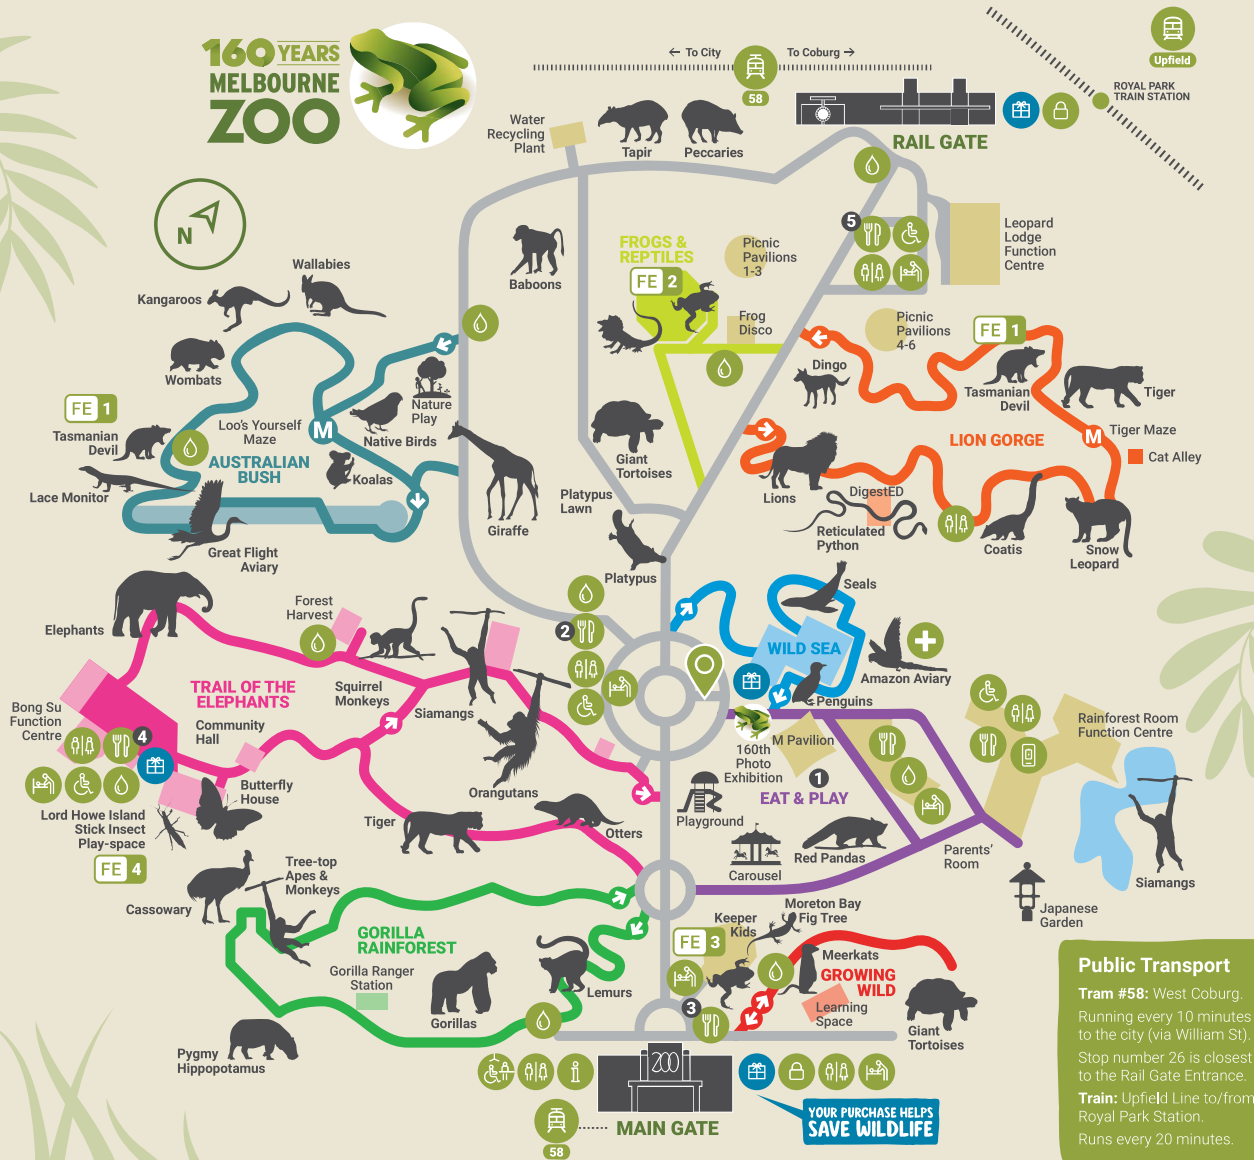 160 YEARS
MELBOURNE
ZOO
← To City
To Coburg →
58
Upfield
ROYAL PARK
TRAIN STATION
RAIL GATE
Water
Recycling
Plant
Tapir
Peccaries
N
5
Leopard
Lodge
Function
Centre
FROGS &
REPTILES
FE 2
Picnic
Pavilions
1-3
Baboons
Wallabies
Kangaroos
Frog
Disco
Picnic
Pavilions
4-6
FE 1
Wombats
Dingo
Tasmanian
Devil
Tiger
Nature
Play
FE 1
Loo's Yourself
Maze
M
Native Birds
Tasmanian
Devil
M
Tiger Maze
LION GORGE
Cat Alley
AUSTRALIAN
BUSH
Koalas
Giant
Tortoises
Lace Monitor
Lions
DigestED
Platypus
Lawn
Giraffe
Reticulated
Python
Coatis
Snow
Leopard
Great Flight
Aviary
Platypus
Seals
Forest
Harvest
Elephants
2
WILD SEA
Amazon Aviary
TRAIL OF THE
ELEPHANTS
Squirrel
Monkeys
Siamangs
Penguins
Bong Su
Function
Centre
4
Community
Hall
M Pavilion
160th
Photo
Exhibition
Rainforest Room
Function Centre
1
EAT & PLAY
Butterfly
House
Orangutans
Lord Howe Island
Stick Insect
Play-space
FE 4
Tiger
Otters
Playground
Carousel
Red Pandas
Parents'
Room
Siamangs
Tree-top
Apes &
Monkeys
Cassowary
Japanese
Garden
GORILLA
RAINFOREST
Gorilla Ranger
Station
Gorillas
Lemurs
Keeper
Kids
Moreton Bay
Fig Tree
FE 3
Meerkats
GROWING
WILD
Learning
Space
3
Giant
Tortoises
Pygmy
Hippopotamus
200
MAIN GATE
58
YOUR PURCHASE HELPS
SAVE WILDLIFE
Public Transport
Tram #58: West Coburg.
Running every 10 minutes
to the city (via William St).
Stop number 26 is closest
to the Rail Gate Entrance.
Train: Upfield Line to/from
Royal Park Station.
Runs every 20 minutes.